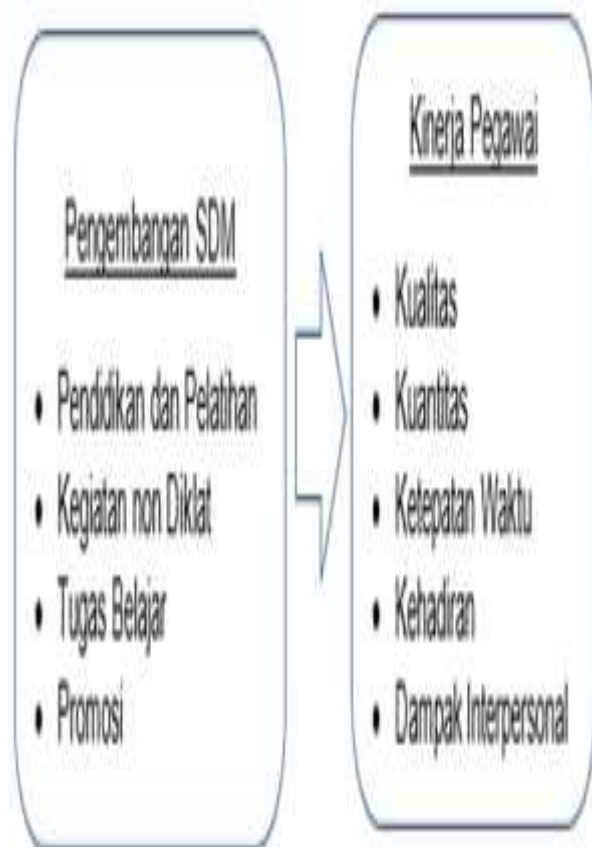 Pengembangan SDM
• Pendidikan dan Pelatihan
• Kegiatan non Diklat
• Tugas Belajar
• Promosi
Kinerja Pegawai
• Kualitas
• Kuantitas
• Ketepatan Waktu
• Kehadiran
• Dampak Interpersonal